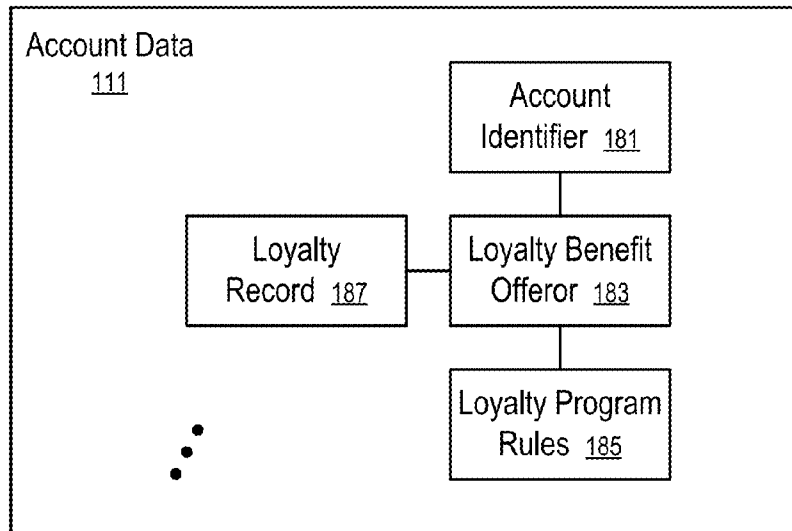 Account Data
111
Account
Identifier 181
Loyalty
Record 187
Loyalty Benefit
Offeror 183
Loyalty Program
Rules 185